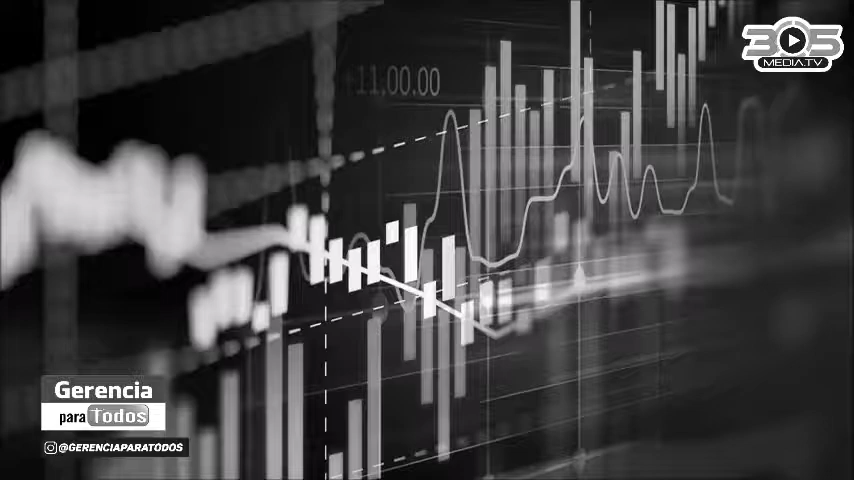 305
MEDIA.TV
11,00.00
Gerencia
para Todos
@GERENCIAPARATODOS